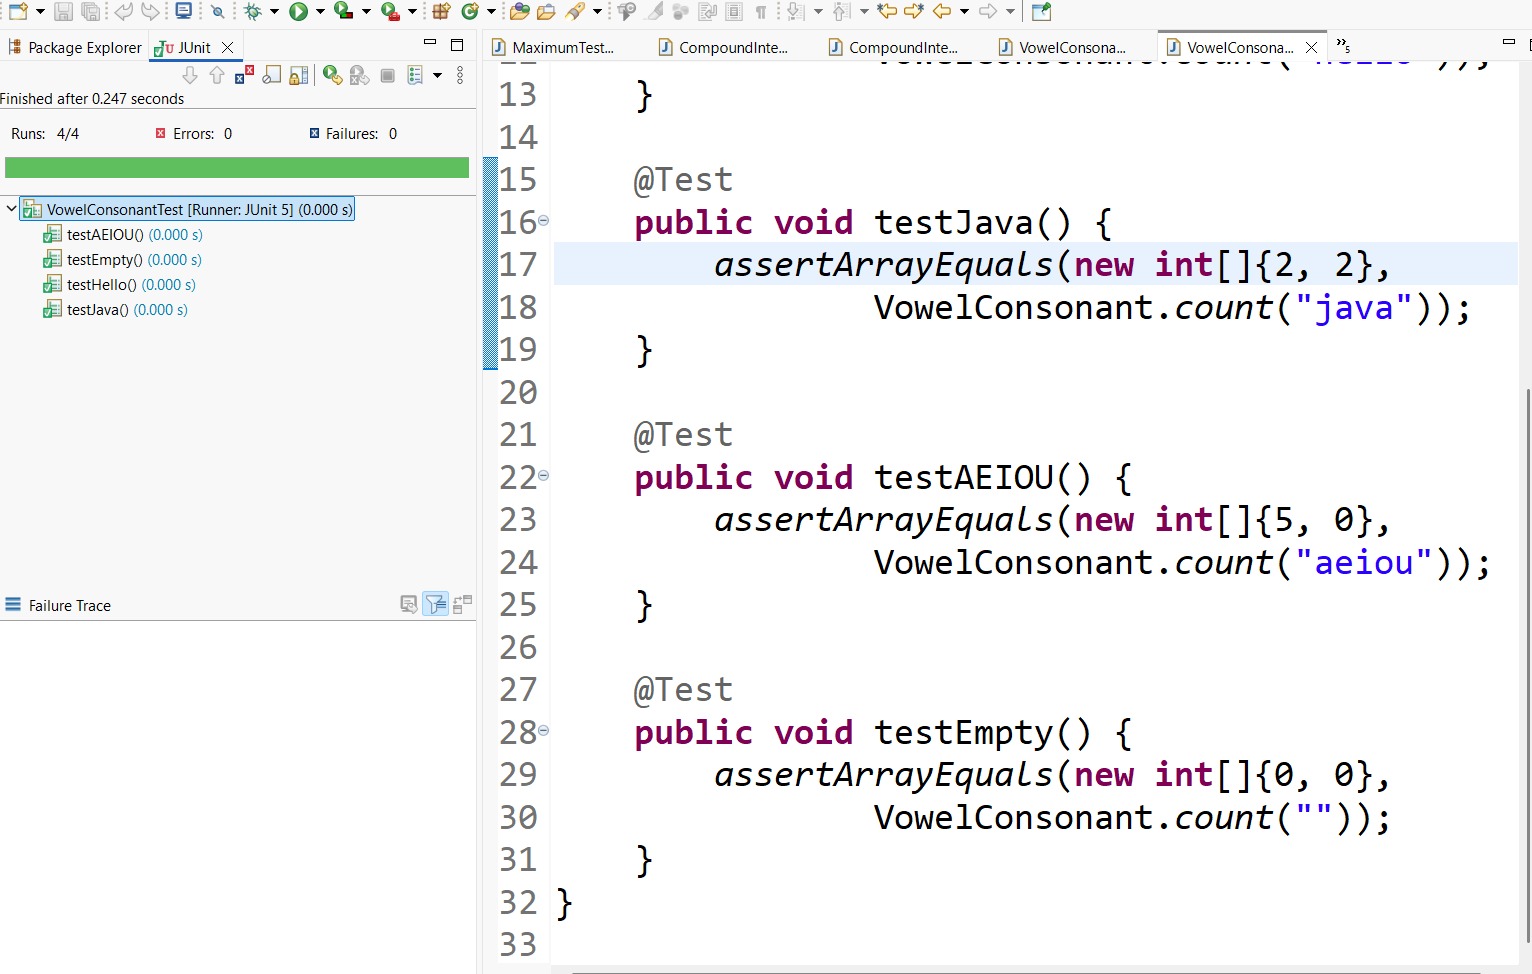 Package Explorer
JUnit
Finished after 0.247 seconds
Runs: 4/4
Errors: 0
Failures: 0
VowelConsonantTest [Runner: JUnit 5] (0.000 s)
testAEIOU() (0.000 s)
testEmpty() (0.000 s)
testHello() (0.000 s)
testJava() (0.000 s)
Failure Trace
MaximumTest...
CompoundInte...
CompoundInte...
VowelConsona...
VowelConsona...
5
13 }
14
15 @Test
16 public void testJava() {
17 assertArrayEquals(new int[]{2, 2},
18 VowelConsonant.count("java"));
19 }
20
21 @Test
22 public void testAEIOU() {
23 assertArrayEquals(new int[]{5, 0},
24 VowelConsonant.count("aeiou"));
25 }
26
27 @Test
28 public void testEmpty() {
29 assertArrayEquals(new int[]{0, 0},
30 VowelConsonant.count(""));
31 }
32 }
33